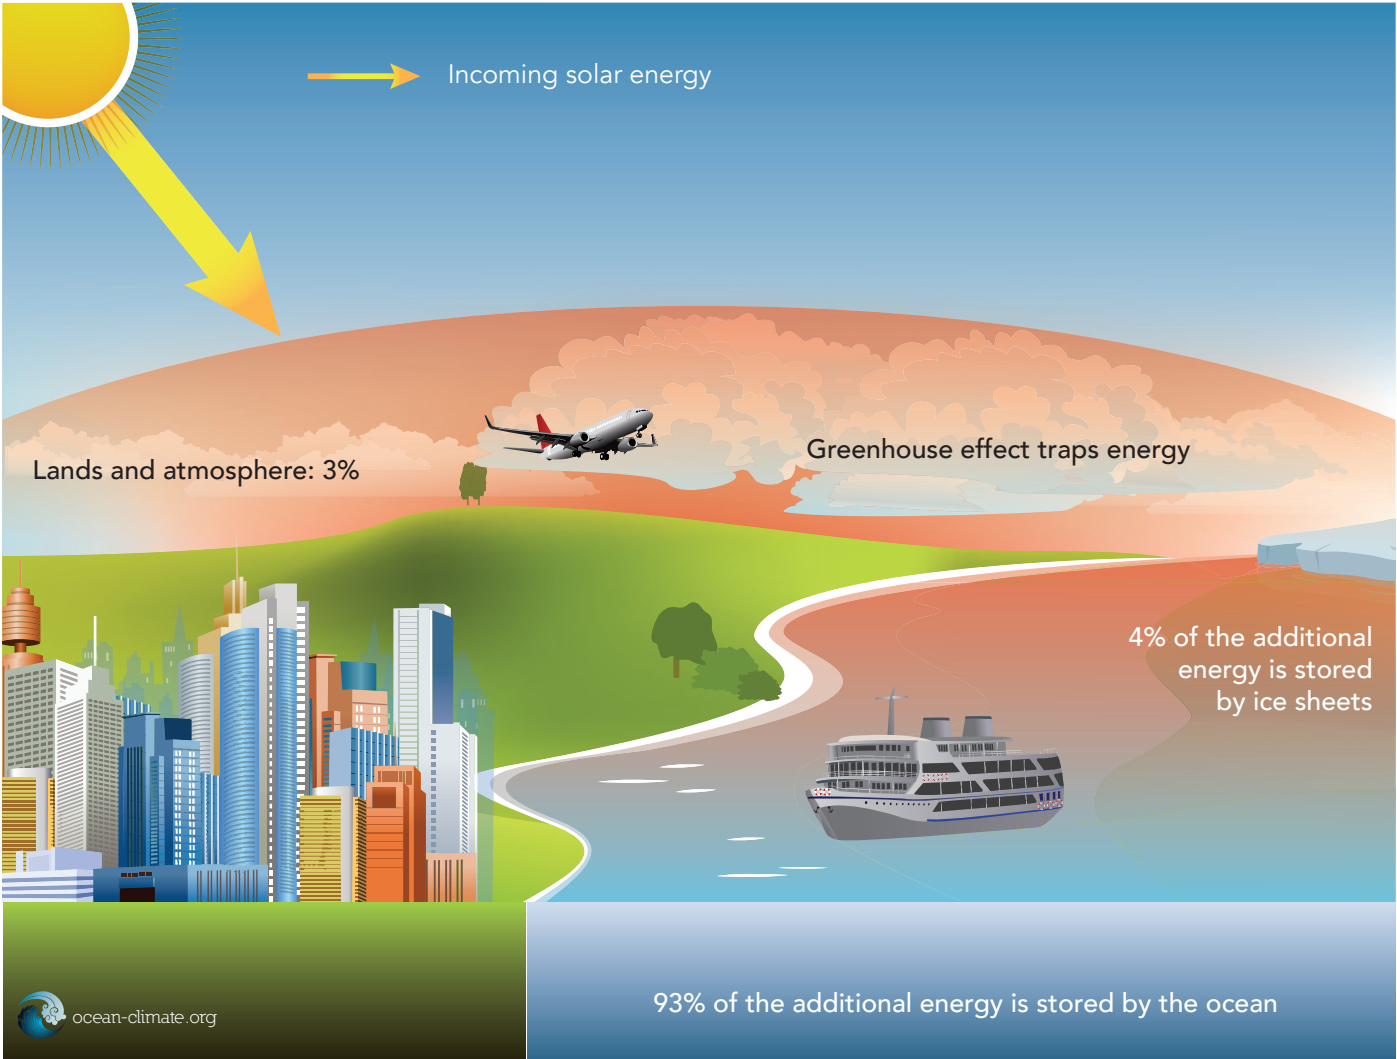 Incoming solar energy
Greenhouse effect traps energy
Lands and atmosphere: 3%
4% of the additional
energy is stored
by ice sheets
93% of the additional energy is stored by the ocean
ocean-climate.org